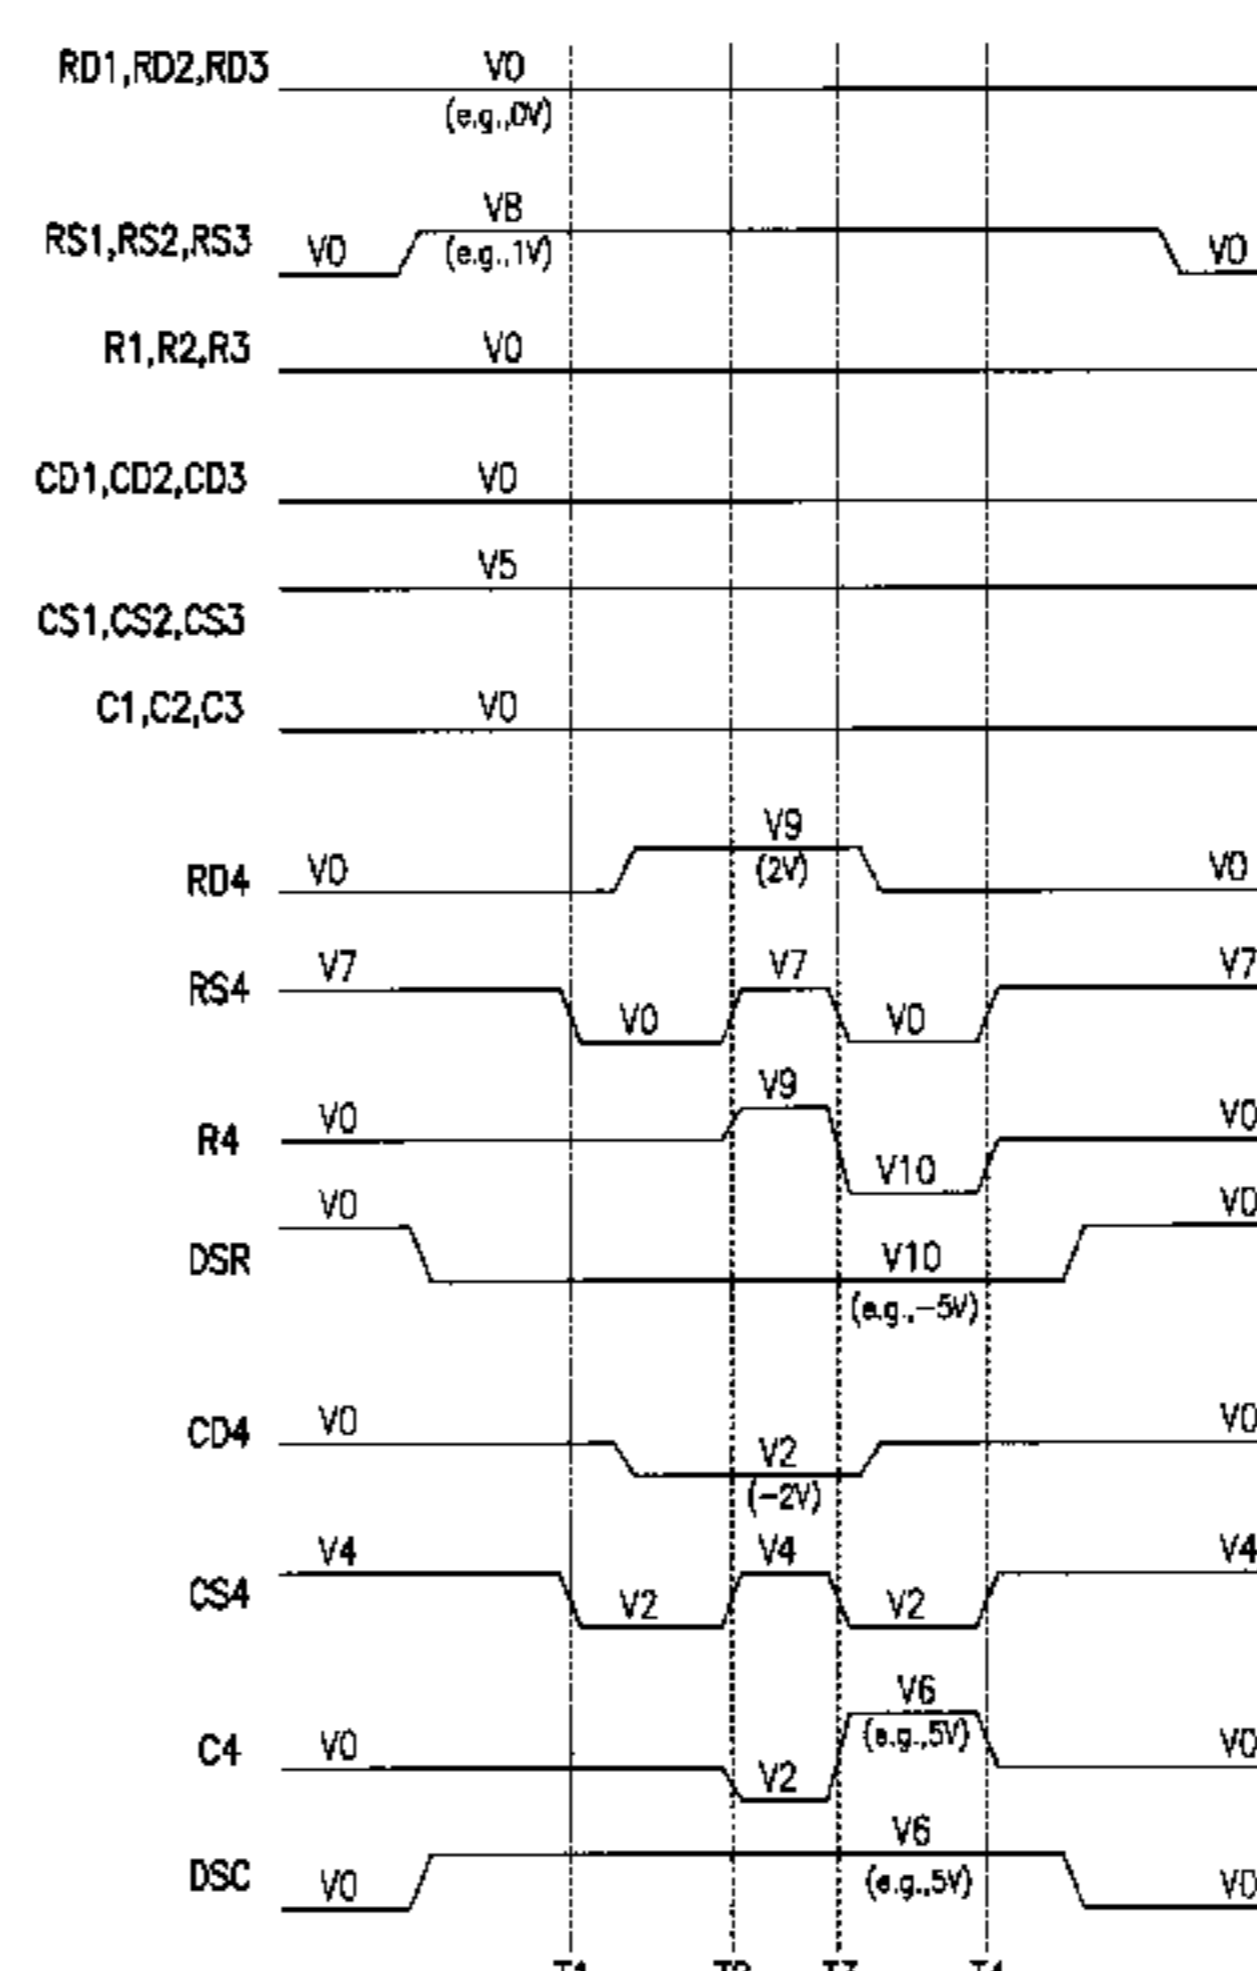 RD1,RD2,RD3 V0
(e.g.,0V)
RS1,RS2,RS3 V0 V8 V0
(e.g.,1V)
R1,R2,R3 V0
CD1,CD2,CD3 V0
V5
CS1,CS2,CS3
C1,C2,C3 V0
RD4 V0 V9 V0
(2V)
RS4 V7 V0 V7 V0 V7
R4 V0 V9 V10 V0
DSR V0 V10 V0
(e.g.,-5V)
CD4 V0 V2 V0
(-2V)
CS4 V4 V2 V4 V2 V4
C4 V0 V2 V6 V0
(e.g.,5V)
DSC V0 V6 V0
(e.g.,5V)